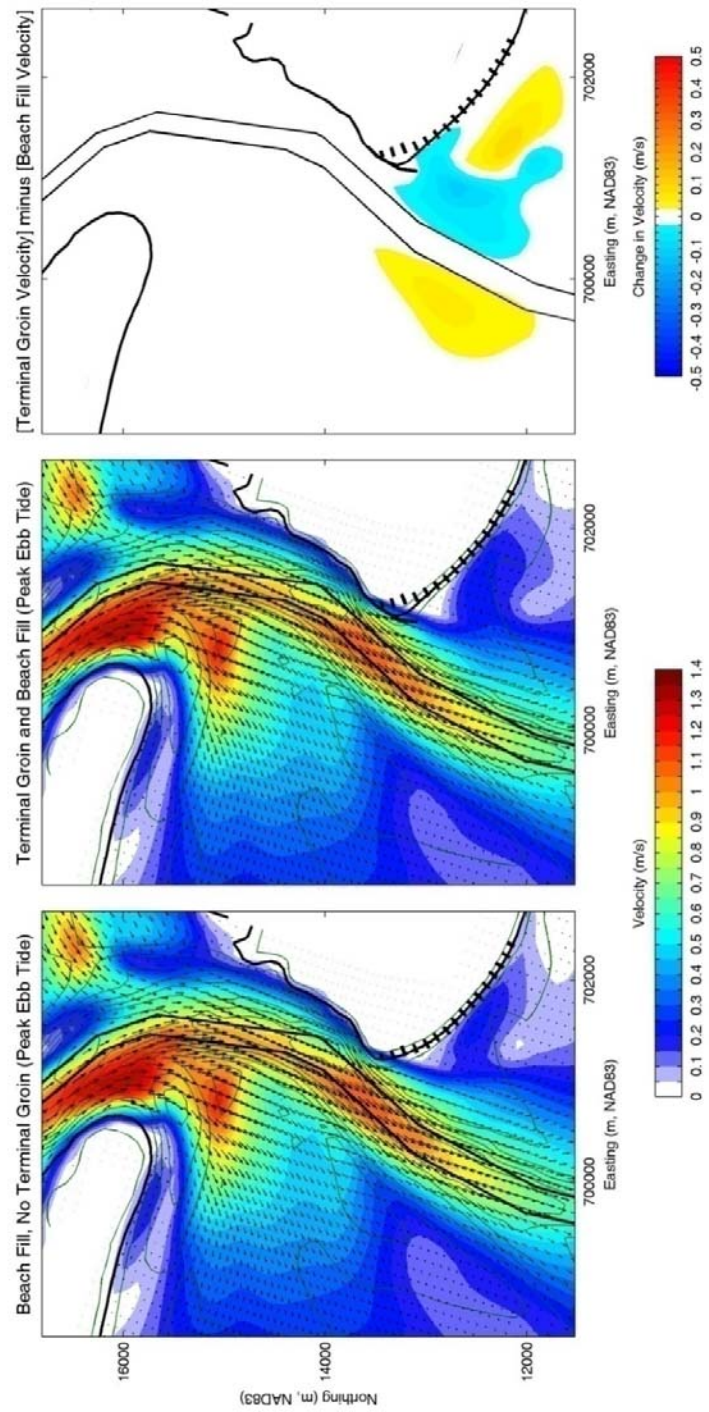 Beach Fill, No Terminal Groin (Peak Ebb Tide)
Terminal Groin and Beach Fill (Peak Ebb Tide)
[Terminal Groin Velocity] minus [Beach Fill Velocity]
Northing (m, NAD83)
16000
14000
12000
700000
702000
Easting (m, NAD83)
700000
702000
Easting (m, NAD83)
700000
702000
Easting (m, NAD83)
Velocity (m/s)
0 0.1 0.2 0.3 0.4 0.5 0.6 0.7 0.8 0.9 1 1.1 1.2 1.3 1.4
Change in Velocity (m/s)
-0.5 -0.4 -0.3 -0.2 -0.1 0 0.1 0.2 0.3 0.4 0.5